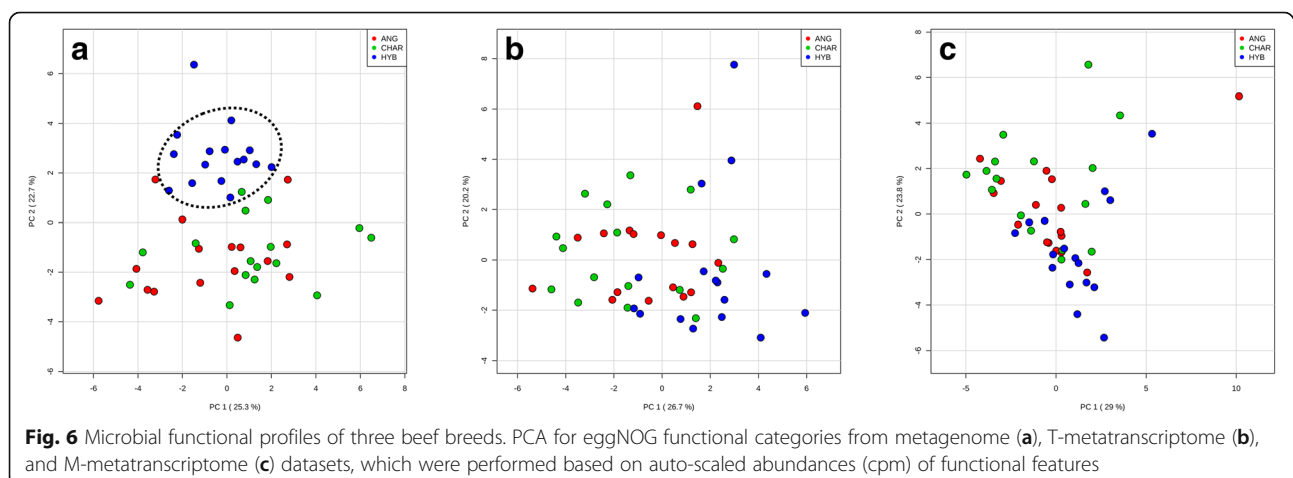 a
ANG
CHAR
HYB
6
4
2
0
-2
-4
-6
-6
-4
-2
0
2
4
6
8
PC 2 ( 22.7 %)
PC 1 ( 25.3 %)
b
ANG
CHAR
HYB
8
6
4
2
0
-2
-4
-6
-4
-2
0
2
4
6
PC 2 ( 20.2 %)
PC 1 ( 26.7 %)
c
ANG
CHAR
HYB
8
6
4
2
0
-2
-4
-6
-5
0
5
10
PC 2 ( 23.8 %)
PC 1 ( 29 %)
Fig. 6 Microbial functional profiles of three beef breeds. PCA for eggNOG functional categories from metagenome (a), T-metatranscriptome (b),
and M-metatranscriptome (c) datasets, which were performed based on auto-scaled abundances (cpm) of functional features